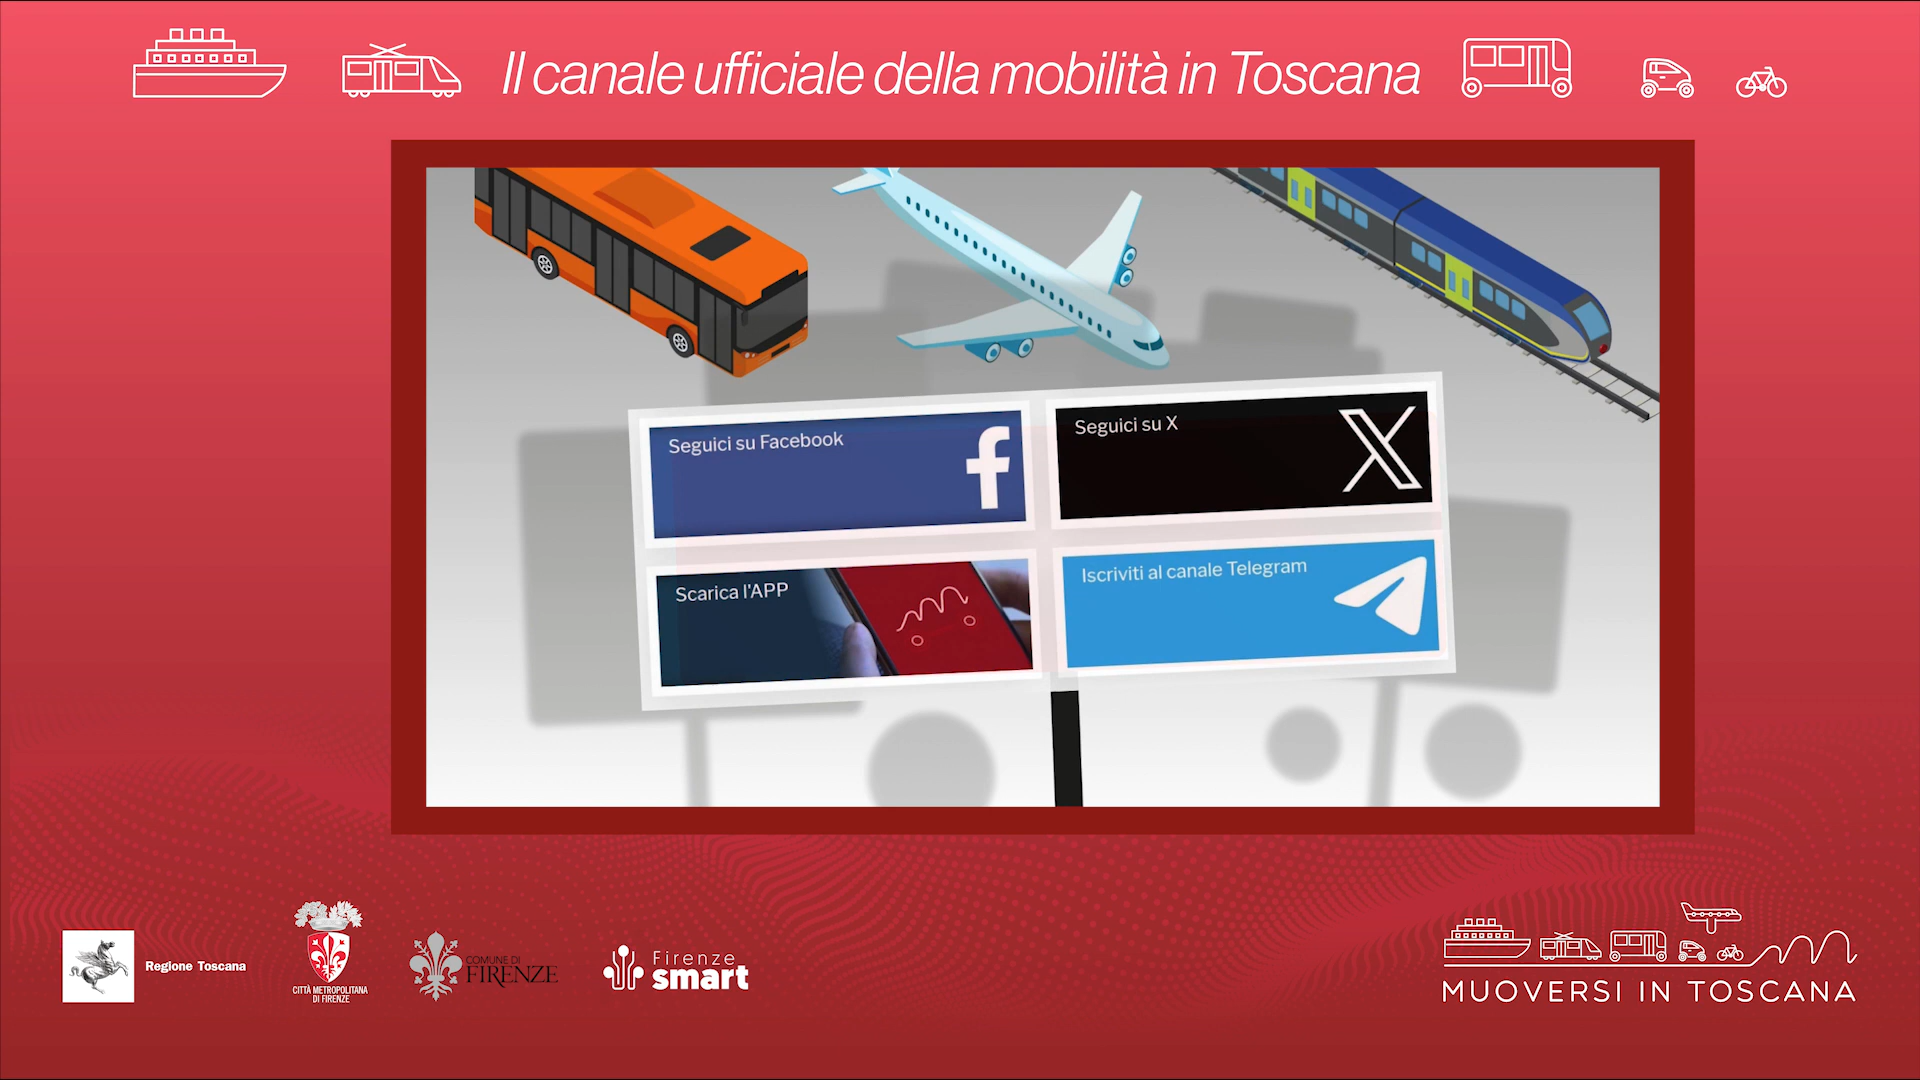 Il canale ufficiale della mobilità in Toscana
Seguici su Facebook
Seguici su X
Scarica l'APP
Iscriviti al canale Telegram
Regione Toscana
CITTÀ METROPOLITANA
DI FIRENZE
COMUNE DI
FIRENZE
Firenze
smart
MUOVERSI IN TOSCANA